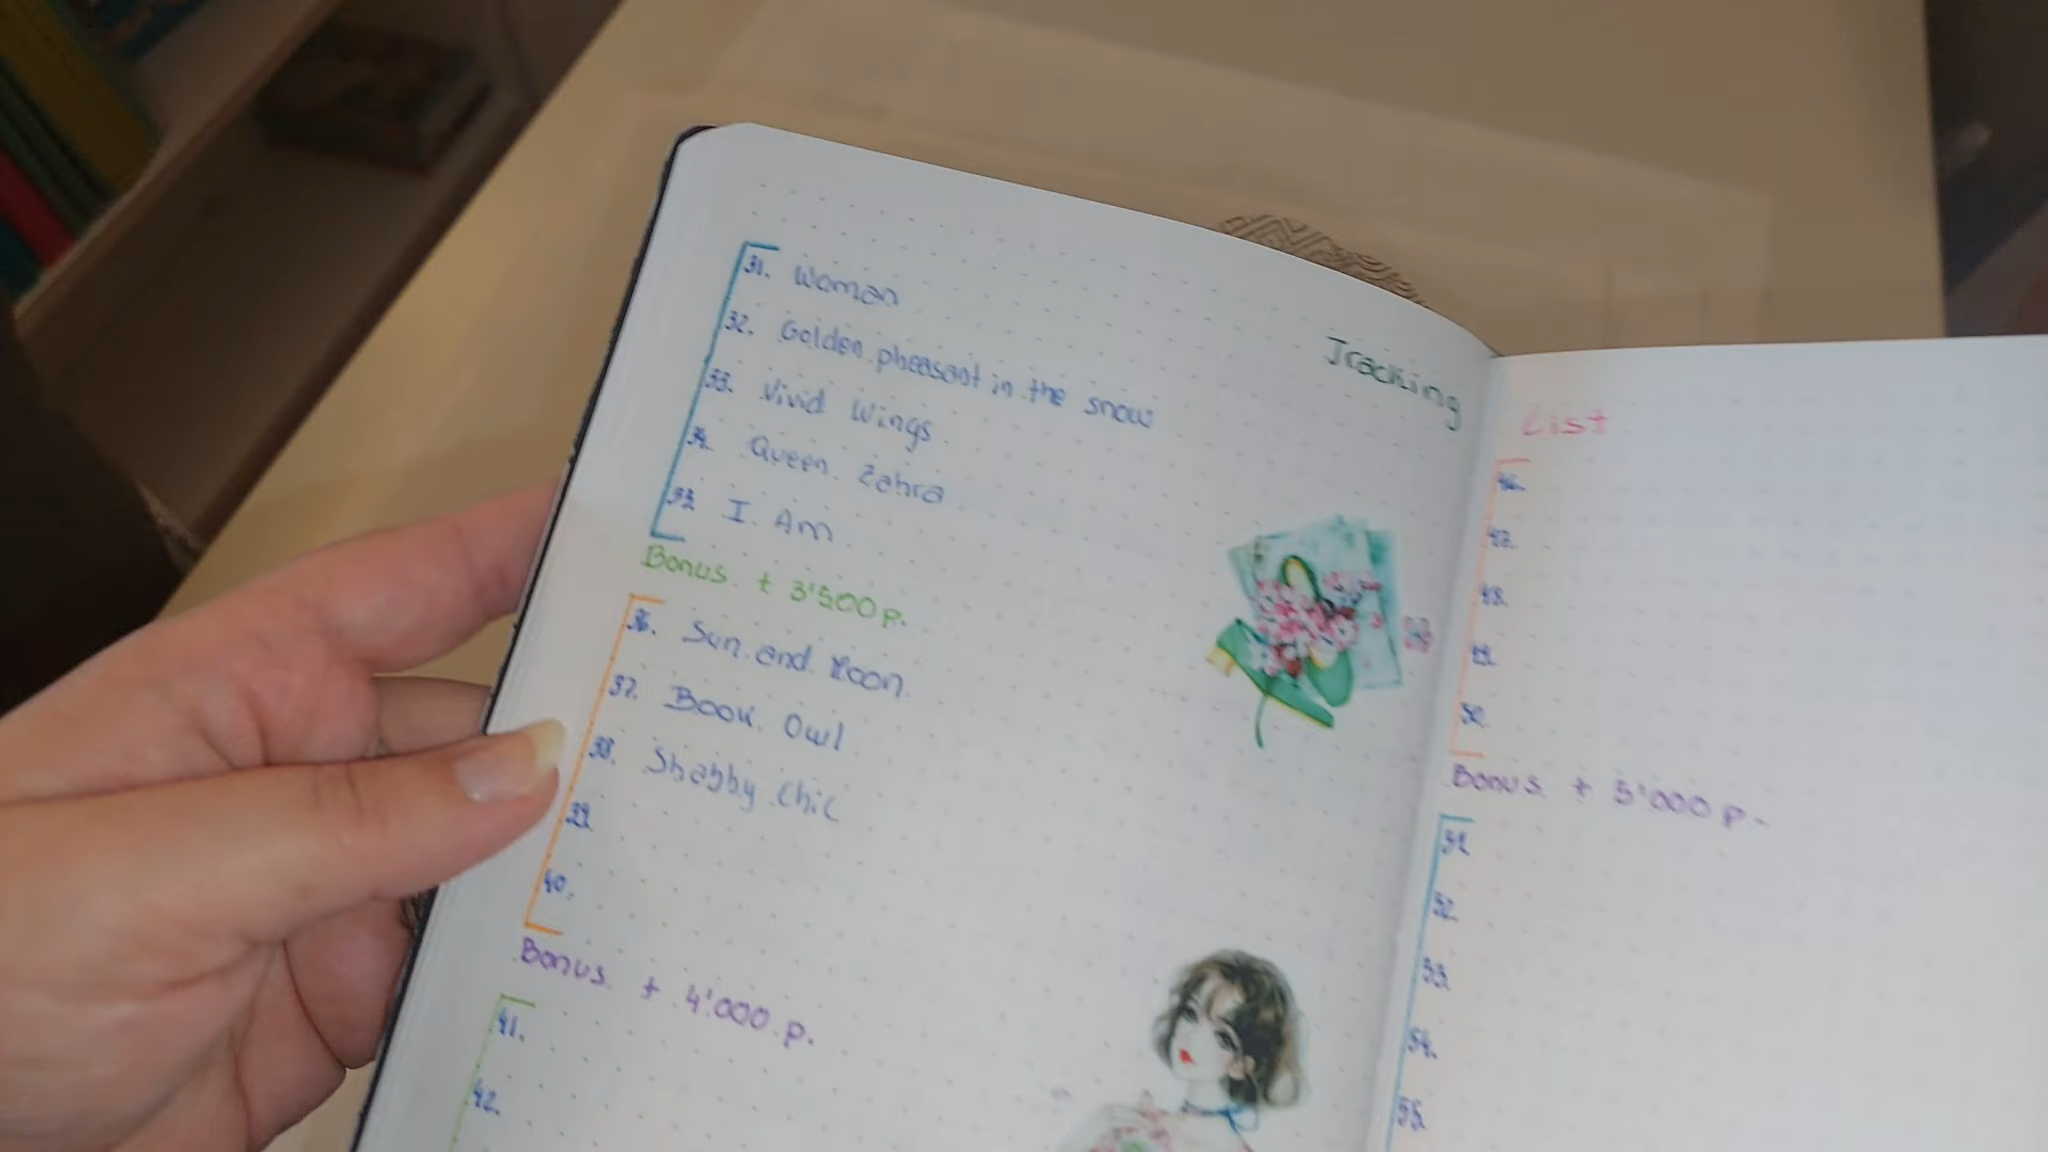 Tracking
31. Woman
32. Golden pheasant in the snow
33. Vivid Wings
34. Queen Zahra
35. I Am
Bonus + 3'500 p.
36. Sun and Moon
37. Book Owl
38. Shabby Chic
39.
40.
Bonus + 4'000 p.
41.
42.
List
46.
47.
48.
49.
50.
Bonus + 5'000 p.
51.
52.
53.
54.
55.